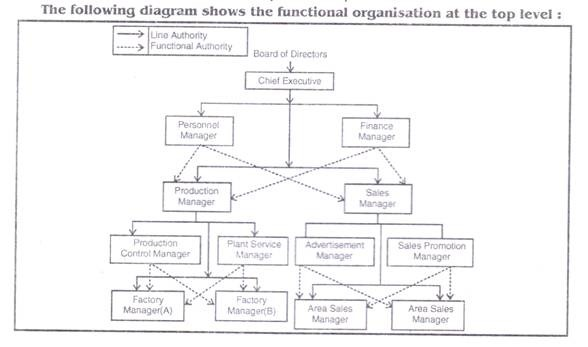 The following diagram shows the functional organisation at the top level :
Line Authority
Functional Authority
Board of Directors
Chief Executive
Personnel
Manager
Finance
Manager
Production
Manager
Sales
Manager
Production
Control Manager
Plant Service
Manager
Advertisement
Manager
Sales Promotion
Manager
Factory
Manager(A)
Factory
Manager(B)
Area Sales
Manager
Area Sales
Manager